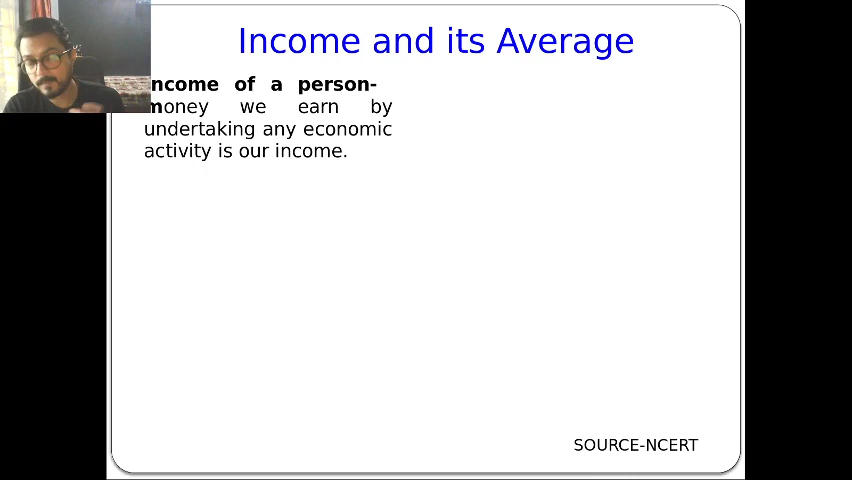 Income and its Average
ncome of a person-
money we earn by
undertaking any economic
activity is our income.
SOURCE-NCERT